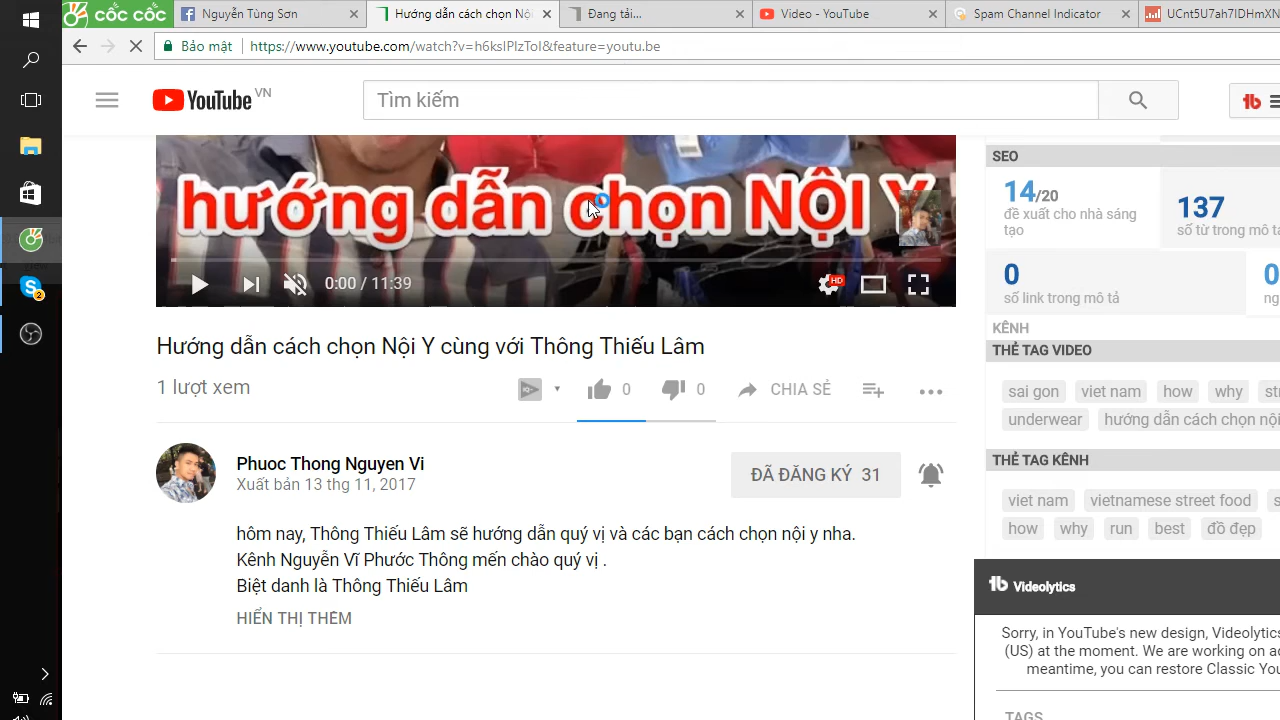 cốc cốc
Nguyễn Tùng Sơn
Hướng dẫn cách chọn Nội
Đang tải...
Video - YouTube
Spam Channel Indicator
UCnt5U7ah7IDHmXN
Bảo mật
https://www.youtube.com/watch?v=h6kslPlzToI&feature=youtu.be
YouTube VN
Tìm kiếm
hướng dẫn chọn NỘI Y
0:00 / 11:39
HD
Hướng dẫn cách chọn Nội Y cùng với Thông Thiếu Lâm
1 lượt xem
0
0
CHIA SẺ
Phuoc Thong Nguyen Vi
Xuất bản 13 thg 11, 2017
ĐÃ ĐĂNG KÝ 31
hôm nay, Thông Thiếu Lâm sẽ hướng dẫn quý vị và các bạn cách chọn nội y nha.
Kênh Nguyễn Vĩ Phước Thông mến chào quý vị .
Biệt danh là Thông Thiếu Lâm
HIỂN THỊ THÊM
SEO
14/20
đề xuất cho nhà sáng
tạo
137
số từ trong mô tả
0
số link trong mô tả
0
ng
KÊNH
THẺ TAG VIDEO
sai gon viet nam how why str
underwear hướng dẫn cách chọn nội
THẺ TAG KÊNH
viet nam vietnamese street food s
how why run best đồ đẹp
tb Videolytics
Sorry, in YouTube's new design, Videolytics
(US) at the moment. We are working on ad
meantime, you can restore Classic You
TAGS
2